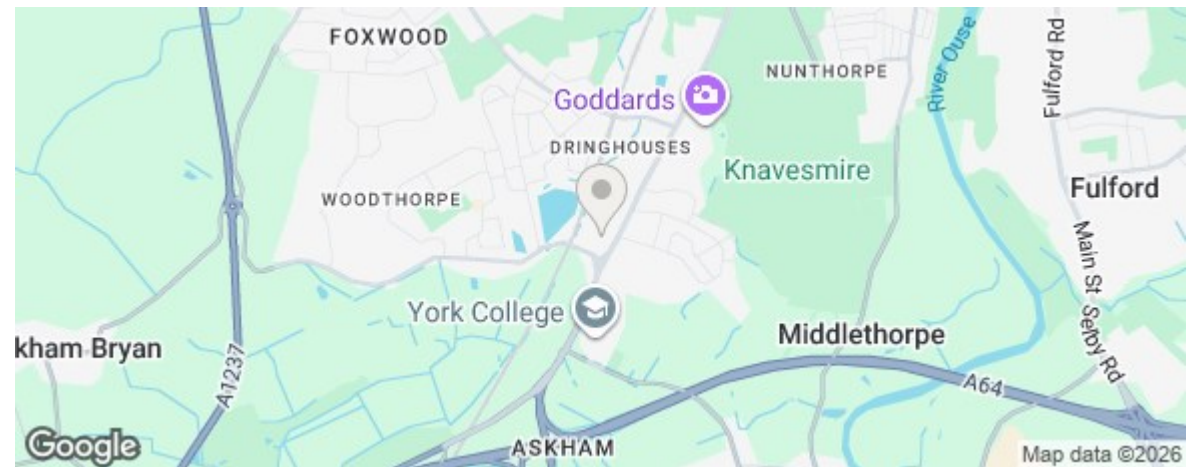 FOXWOOD
NUNTHORPE
River Ouse
Fulford Rd
Goddards
DRINGHOUSES
Knavesmire
WOODTHORPE
Fulford
York College
Main St
Selby Rd
Middlethorpe
kham Bryan
A1237
A64
ASKHAM
Google
Map data ©2026